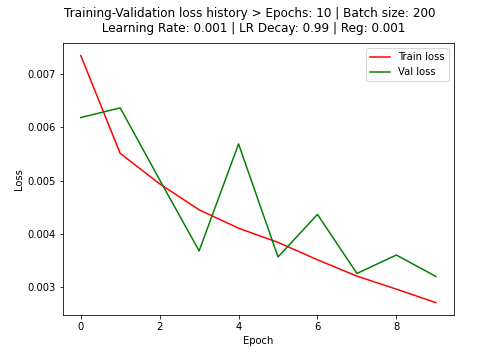 Training-Validation loss history > Epochs: 10 | Batch size: 200
Learning Rate: 0.001 | LR Decay: 0.99 | Reg: 0.001
Train loss
Val loss
0.007
0.006
0.005
0.004
0.003
Loss
0 2 4 6 8
Epoch